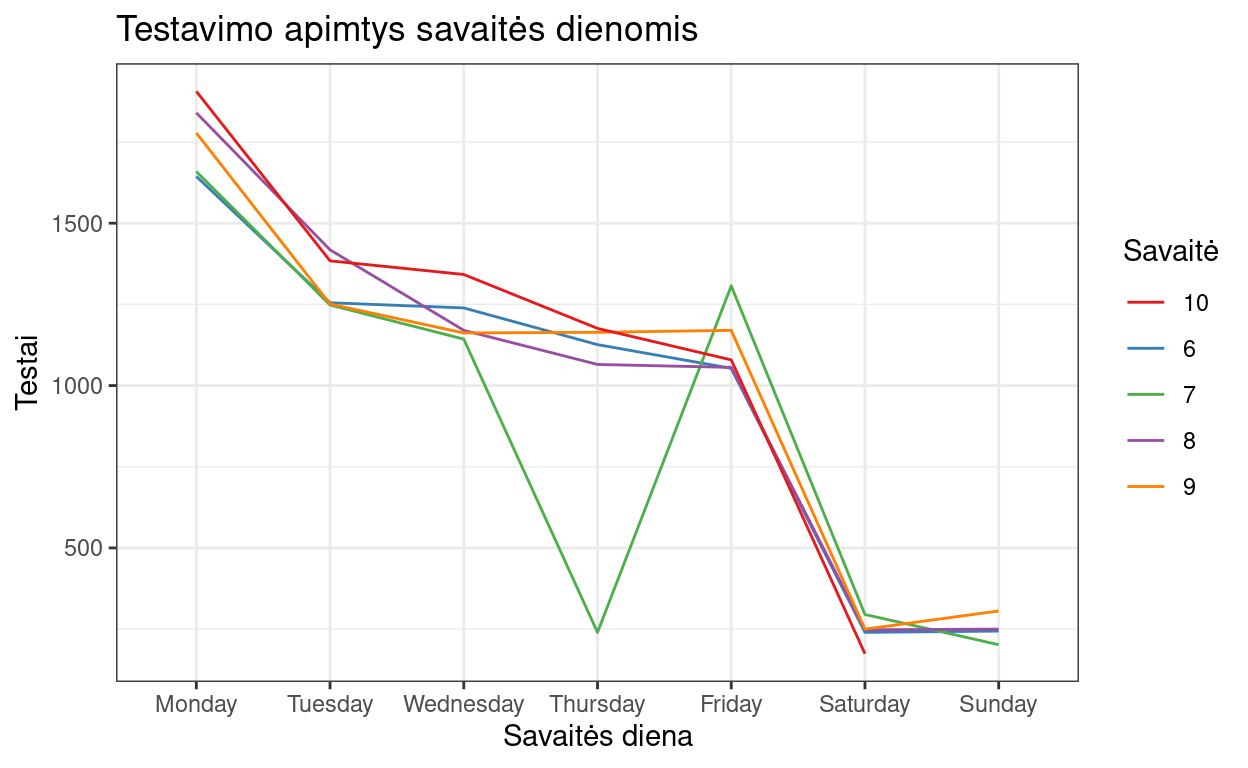 Testavimo apimtys savaitės dienomis
Testai
1500
1000
500
Monday Tuesday Wednesday Thursday Friday Saturday Sunday
Savaitės diena
Savaitė
10
6
7
8
9